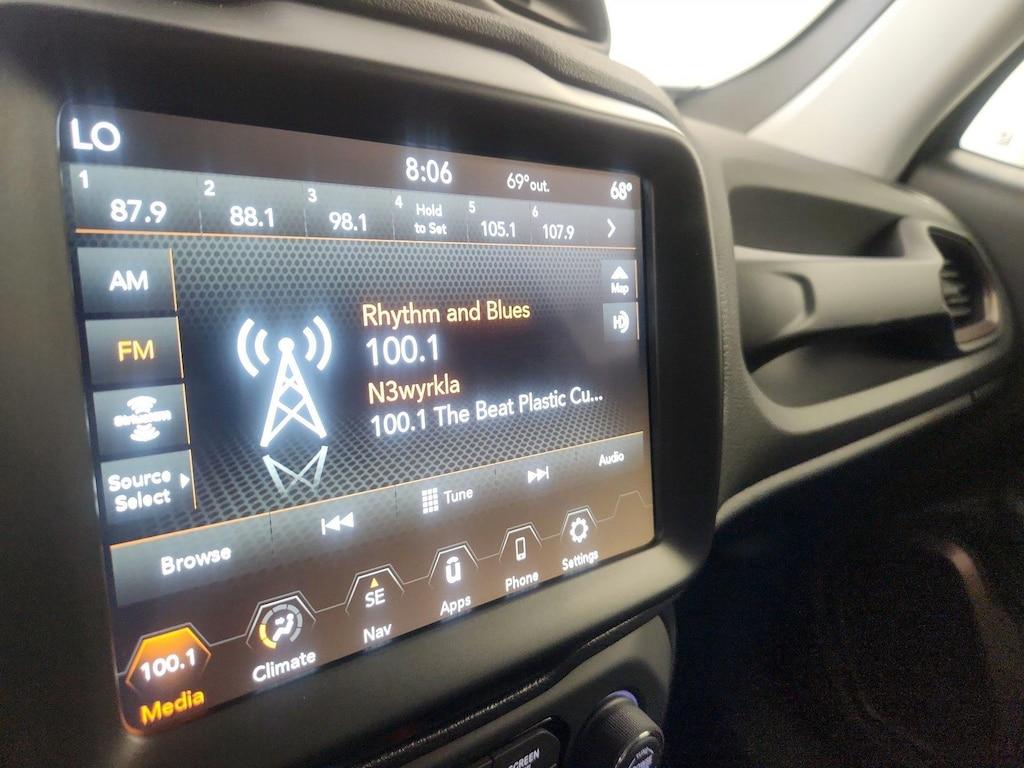 LO
8:06
69°out.
68°
1
87.9
2
88.1
3
98.1
4
Hold
to Set
5
105.1
6
107.9
AM
FM
Source
Select
Map
HD
Rhythm and Blues
100.1
N3wyrkla
100.1 The Beat Plastic Cu...
Browse
Tune
Audio
100.1
Media
Climate
SE
Nav
Apps
Phone
Settings
SCREEN